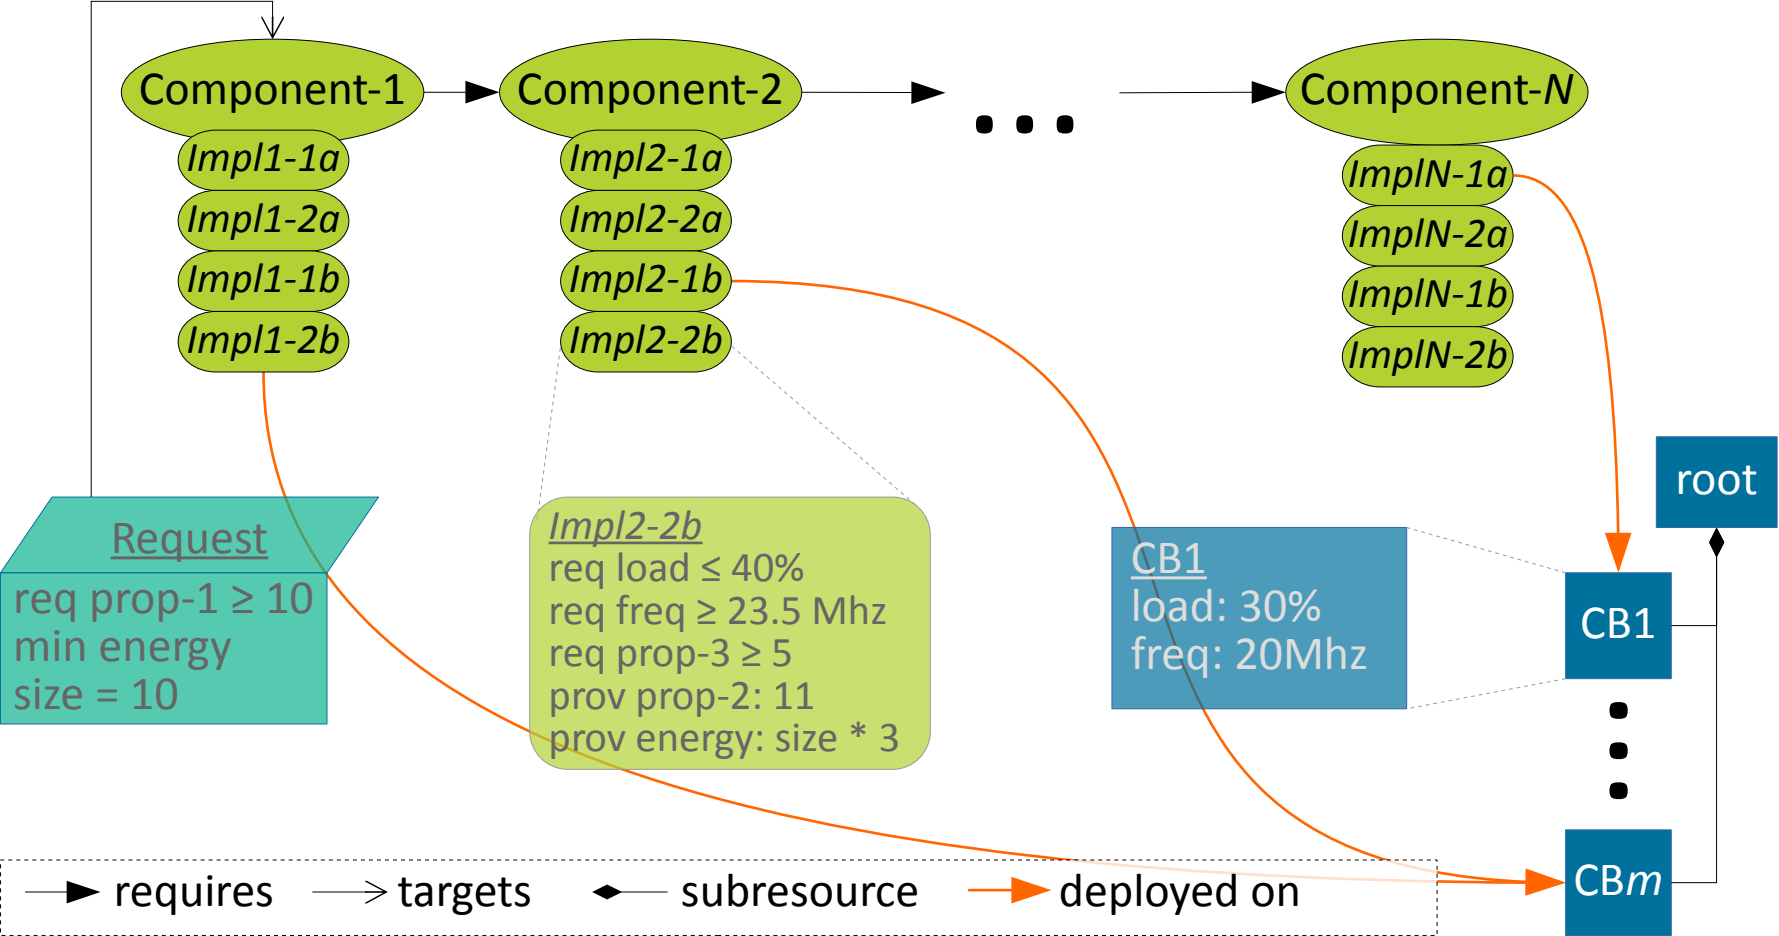 Component-1
Component-2
Component-N
Impl1-1a
Impl1-2a
Impl1-1b
Impl1-2b
Impl2-1a
Impl2-2a
Impl2-1b
Impl2-2b
ImplN-1a
ImplN-2a
ImplN-1b
ImplN-2b
Request
req prop-1 ≥ 10
min energy
size = 10
Impl2-2b
req load ≤ 40%
req freq ≥ 23.5 Mhz
req prop-3 ≥ 5
prov prop-2: 11
prov energy: size * 3
CB1
load: 30%
freq: 20Mhz
root
CB1
CBm
requires
targets
subresource
deployed on